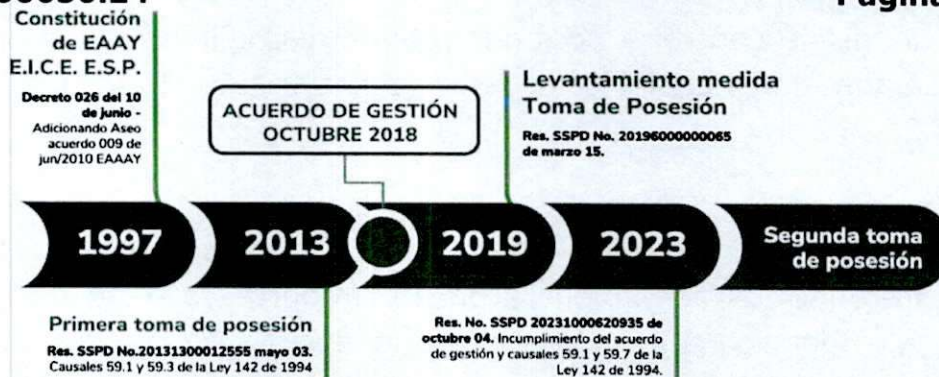 Constitución
de EAAY
E.I.C.E. E.S.P.
Decreto 026 del 10
de junio -
Adicionando Aseo
acuerdo 009 de
jun/2010 EAAAY
ACUERDO DE GESTIÓN
OCTUBRE 2018
Levantamiento medida
Toma de Posesión
Res. SSPD No. 20196000000065
de marzo 15.
1997
2013
2019
2023
Segunda toma
de posesión
Primera toma de posesión
Res. SSPD No.20131300012555 mayo 03.
Causales 59.1 y 59.3 de la Ley 142 de 1994
Res. No. SSPD 20231000620935 de
octubre 04. Incumplimiento del acuerdo
de gestión y causales 59.1 y 59.7 de la
Ley 142 de 1994.